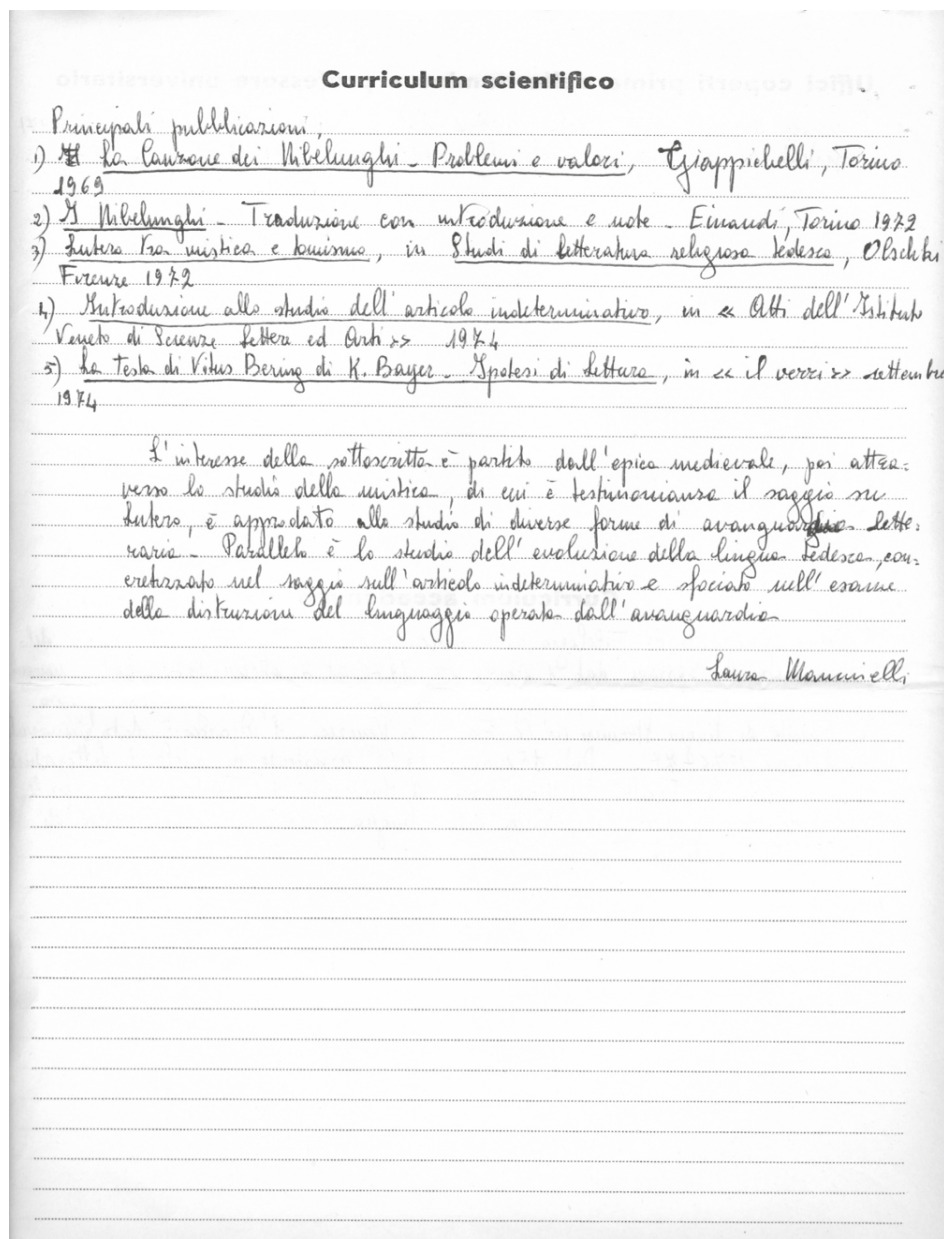 Curriculum scientifico
Principali pubblicazioni,
1) La Canzone dei Nibelunghi - Problemi e valori, Giappichelli, Torino
1969
2) I Nibelunghi - Traduzione con introduzione e note - Einaudi, Torino 1972
3) Lutero tra mistica e tomismo, in Studi di letteratura religiosa tedesca, Olschki
Firenze 1972
4) Introduzione allo studio dell'articolo indeterminativo, in « Atti dell'Istituto
Veneto di Scienze Lettere ed Arti » 1974
5) La Testa di Vitus Bering di K. Bayer - Ipotesi di lettura, in « il verri » settembre
1974
L'interesse della sottoscritta è partito dall'epica medievale, poi attra=
verso lo studio della mistica, di cui è testimonianza il saggio su
Lutero, è approdato allo studio di diverse forme di avanguardia lette=
raria - Parallelo è lo studio dell'evoluzione della lingua tedesca, con=
cretizzato nel saggio sull'articolo indeterminativo e sfociato nell'esame
della distruzione del linguaggio operata dall'avanguardia
Laura Mancinelli